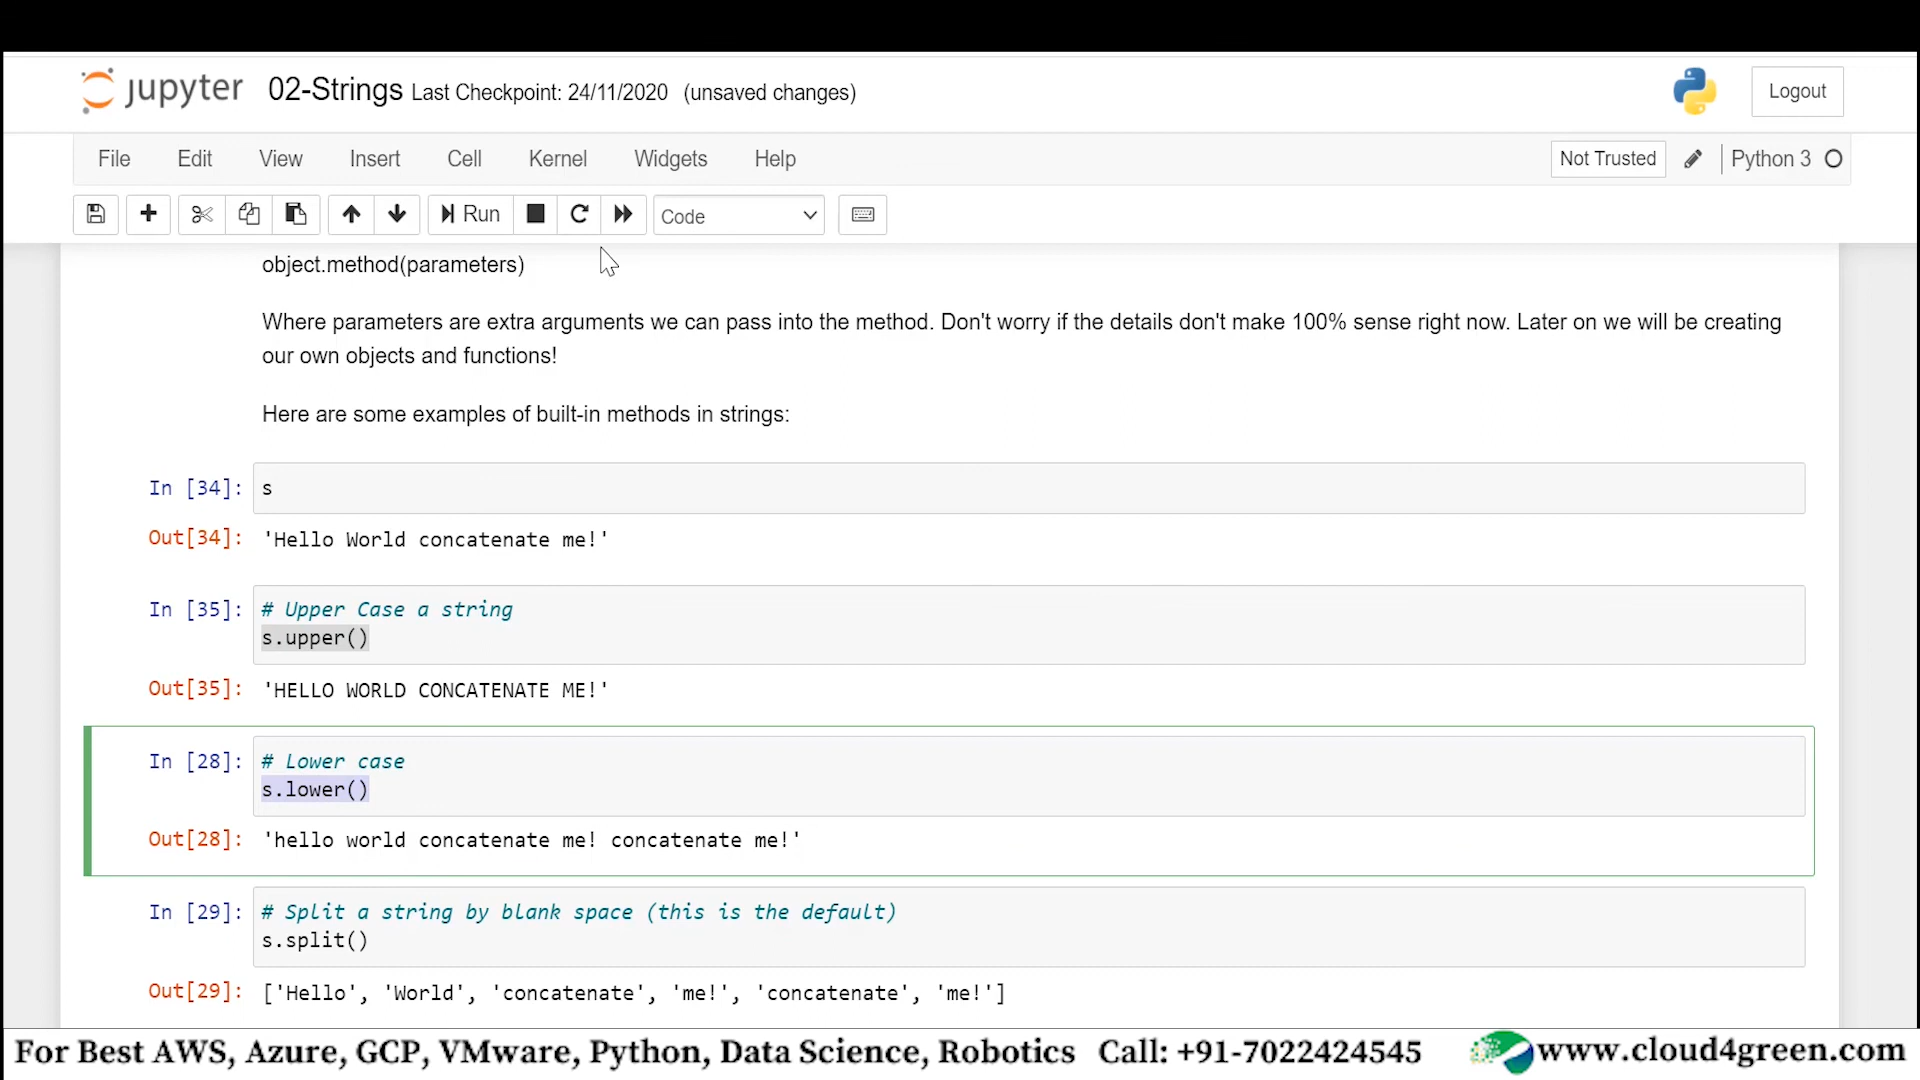 jupyter 02-Strings Last Checkpoint: 24/11/2020 (unsaved changes) Logout
File Edit View Insert Cell Kernel Widgets Help Not Trusted Python 3
Run Code
object.method(parameters)
Where parameters are extra arguments we can pass into the method. Don't worry if the details don't make 100% sense right now. Later on we will be creating
our own objects and functions!
Here are some examples of built-in methods in strings:
In [34]: s
Out[34]: 'Hello World concatenate me!'
In [35]: # Upper Case a string
s.upper()
Out[35]: 'HELLO WORLD CONCATENATE ME!'
In [28]: # Lower case
s.lower()
Out[28]: 'hello world concatenate me! concatenate me!'
In [29]: # Split a string by blank space (this is the default)
s.split()
Out[29]: ['Hello', 'World', 'concatenate', 'me!', 'concatenate', 'me!']
For Best AWS, Azure, GCP, VMware, Python, Data Science, Robotics Call: +91-7022424545 www.cloud4green.com